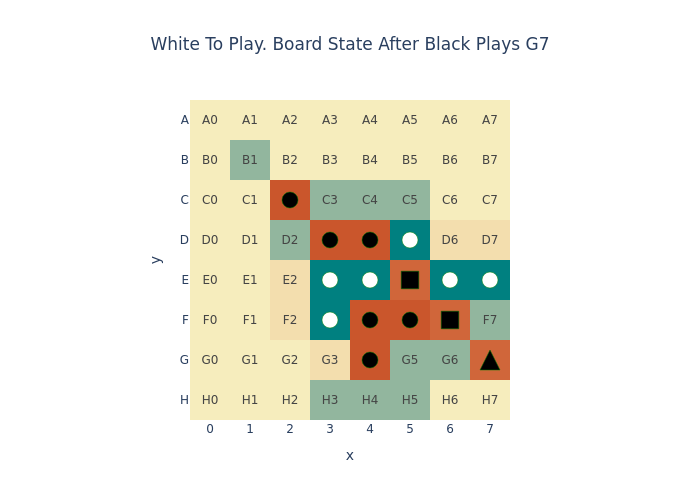 White To Play. Board State After Black Plays G7
A A0 A1 A2 A3 A4 A5 A6 A7
B B0 B1 B2 B3 B4 B5 B6 B7
C C0 C1 C3 C4 C5 C6 C7
D D0 D1 D2 D6 D7
E E0 E1 E2
F F0 F1 F2 F7
G G0 G1 G2 G3 G5 G6
H H0 H1 H2 H3 H4 H5 H6 H7
0 1 2 3 4 5 6 7
x
y